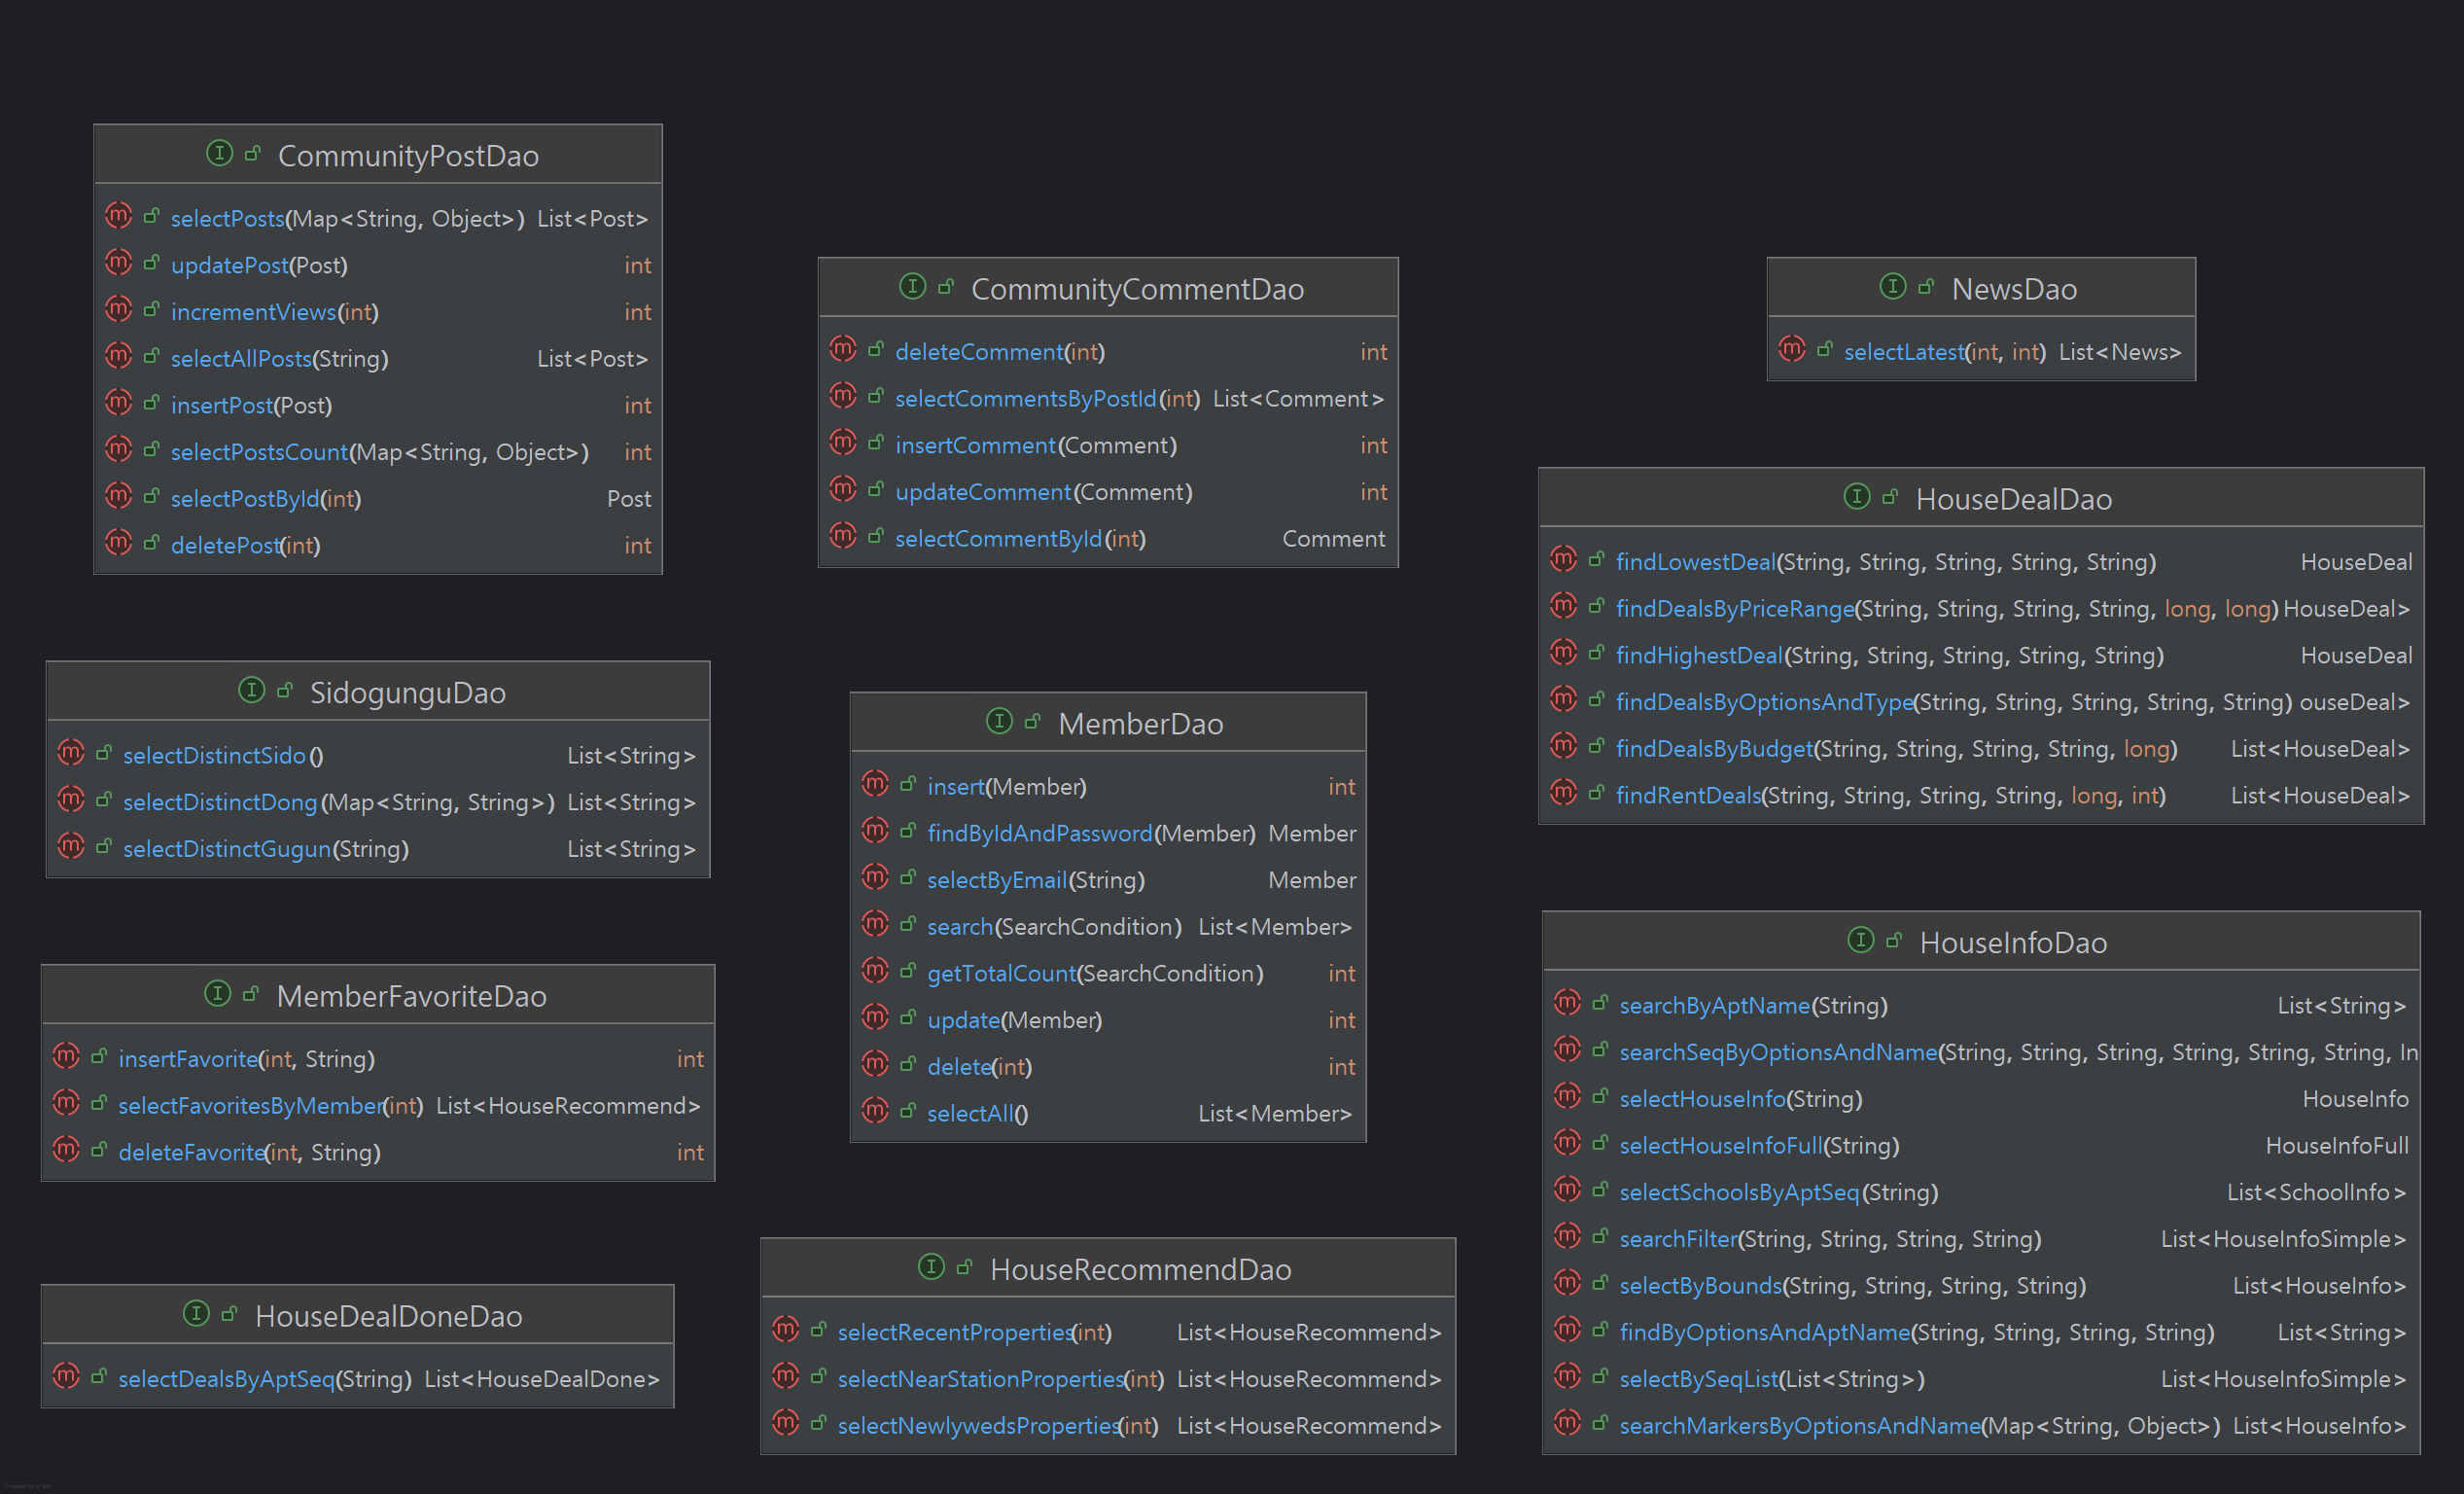 CommunityPostDao
selectPosts(Map<String, Object>) List<Post>
updatePost(Post) int
incrementViews(int) int
selectAllPosts(String) List<Post>
insertPost(Post) int
selectPostsCount(Map<String, Object>) int
selectPostById(int) Post
deletePost(int) int
CommunityCommentDao
deleteComment(int) int
selectCommentsByPostId(int) List<Comment>
insertComment(Comment) int
updateComment(Comment) int
selectCommentById(int) Comment
NewsDao
selectLatest(int, int) List<News>
HouseDealDao
findLowestDeal(String, String, String, String, String) HouseDeal
findDealsByPriceRange(String, String, String, String, long, long) HouseDeal>
findHighestDeal(String, String, String, String, String) HouseDeal
findDealsByOptionsAndType(String, String, String, String, String) ouseDeal>
findDealsByBudget(String, String, String, String, long) List<HouseDeal>
findRentDeals(String, String, String, String, long, int) List<HouseDeal>
SidogunguDao
selectDistinctSido() List<String>
selectDistinctDong(Map<String, String>) List<String>
selectDistinctGugun(String) List<String>
MemberDao
insert(Member) int
findByIdAndPassword(Member) Member
selectByEmail(String) Member
search(SearchCondition) List<Member>
getTotalCount(SearchCondition) int
update(Member) int
delete(int) int
selectAll() List<Member>
HouseInfoDao
searchByAptName(String) List<String>
searchSeqByOptionsAndName(String, String, String, String, String, String, In
selectHouseInfo(String) HouseInfo
selectHouseInfoFull(String) HouseInfoFull
selectSchoolsByAptSeq(String) List<SchoolInfo>
searchFilter(String, String, String, String) List<HouseInfoSimple>
selectByBounds(String, String, String, String) List<HouseInfo>
findByOptionsAndAptName(String, String, String, String) List<String>
selectBySeqList(List<String>) List<HouseInfoSimple>
searchMarkersByOptionsAndName(Map<String, Object>) List<HouseInfo>
MemberFavoriteDao
insertFavorite(int, String) int
selectFavoritesByMember(int) List<HouseRecommend>
deleteFavorite(int, String) int
HouseRecommendDao
selectRecentProperties(int) List<HouseRecommend>
selectNearStationProperties(int) List<HouseRecommend>
selectNewlywedsProperties(int) List<HouseRecommend>
HouseDealDoneDao
selectDealsByAptSeq(String) List<HouseDealDone>